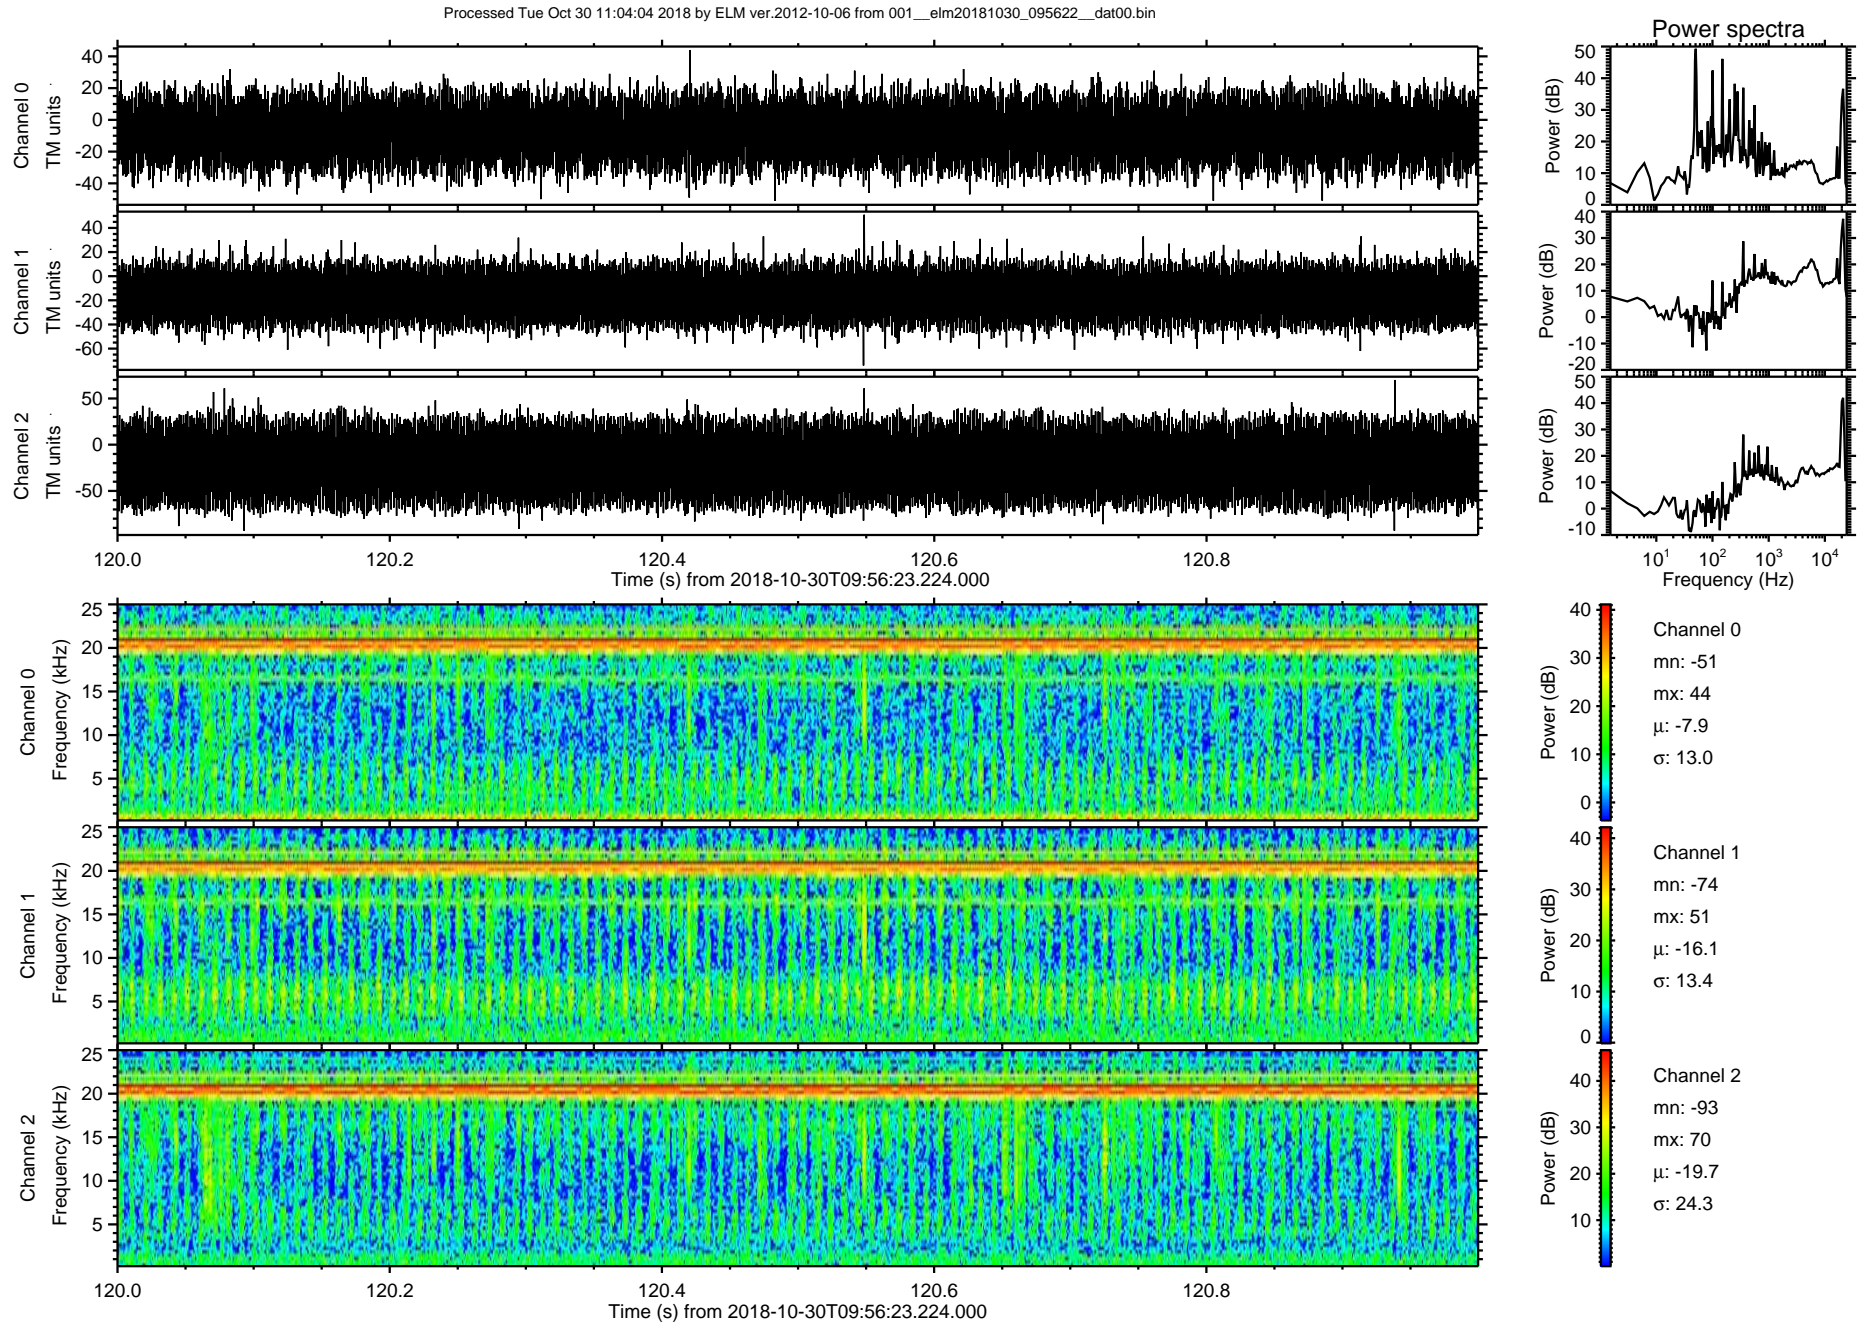 Processed Tue Oct 30 11:04:04 2018 by ELM ver.2012-10-06 from 001__elm20181030_095622__dat00.bin
Power spectra
Channel 0
TM units
40
20
0
-20
-40
Power (dB)
50
40
30
20
10
0
Channel 1
TM units
40
20
0
-20
-40
-60
Power (dB)
40
30
20
10
0
-10
-20
Channel 2
TM units
50
0
-50
Power (dB)
50
40
30
20
10
0
-10
120.0 120.2 120.4 120.6 120.8
Time (s) from 2018-10-30T09:56:23.224.000
10^1 10^2 10^3 10^4
Frequency (Hz)
Channel 0
Frequency (kHz)
25
20
15
10
5
Power (dB)
40
30
20
10
0
Channel 0
mn: -51
mx: 44
μ: -7.9
σ: 13.0
Channel 1
Frequency (kHz)
25
20
15
10
5
Power (dB)
40
30
20
10
0
Channel 1
mn: -74
mx: 51
μ: -16.1
σ: 13.4
Channel 2
Frequency (kHz)
25
20
15
10
5
Power (dB)
40
30
20
10
Channel 2
mn: -93
mx: 70
μ: -19.7
σ: 24.3
120.0 120.2 120.4 120.6 120.8
Time (s) from 2018-10-30T09:56:23.224.000